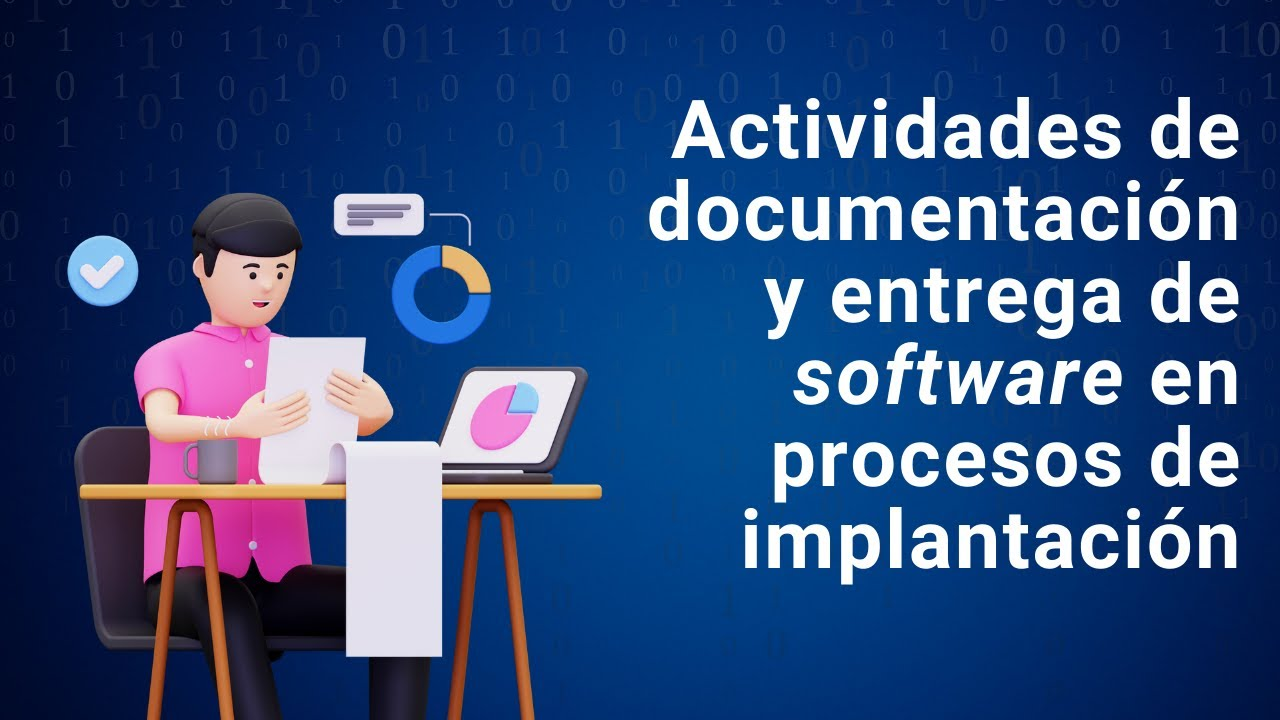 Actividades de
documentación
y entrega de
software en
procesos de
implantación